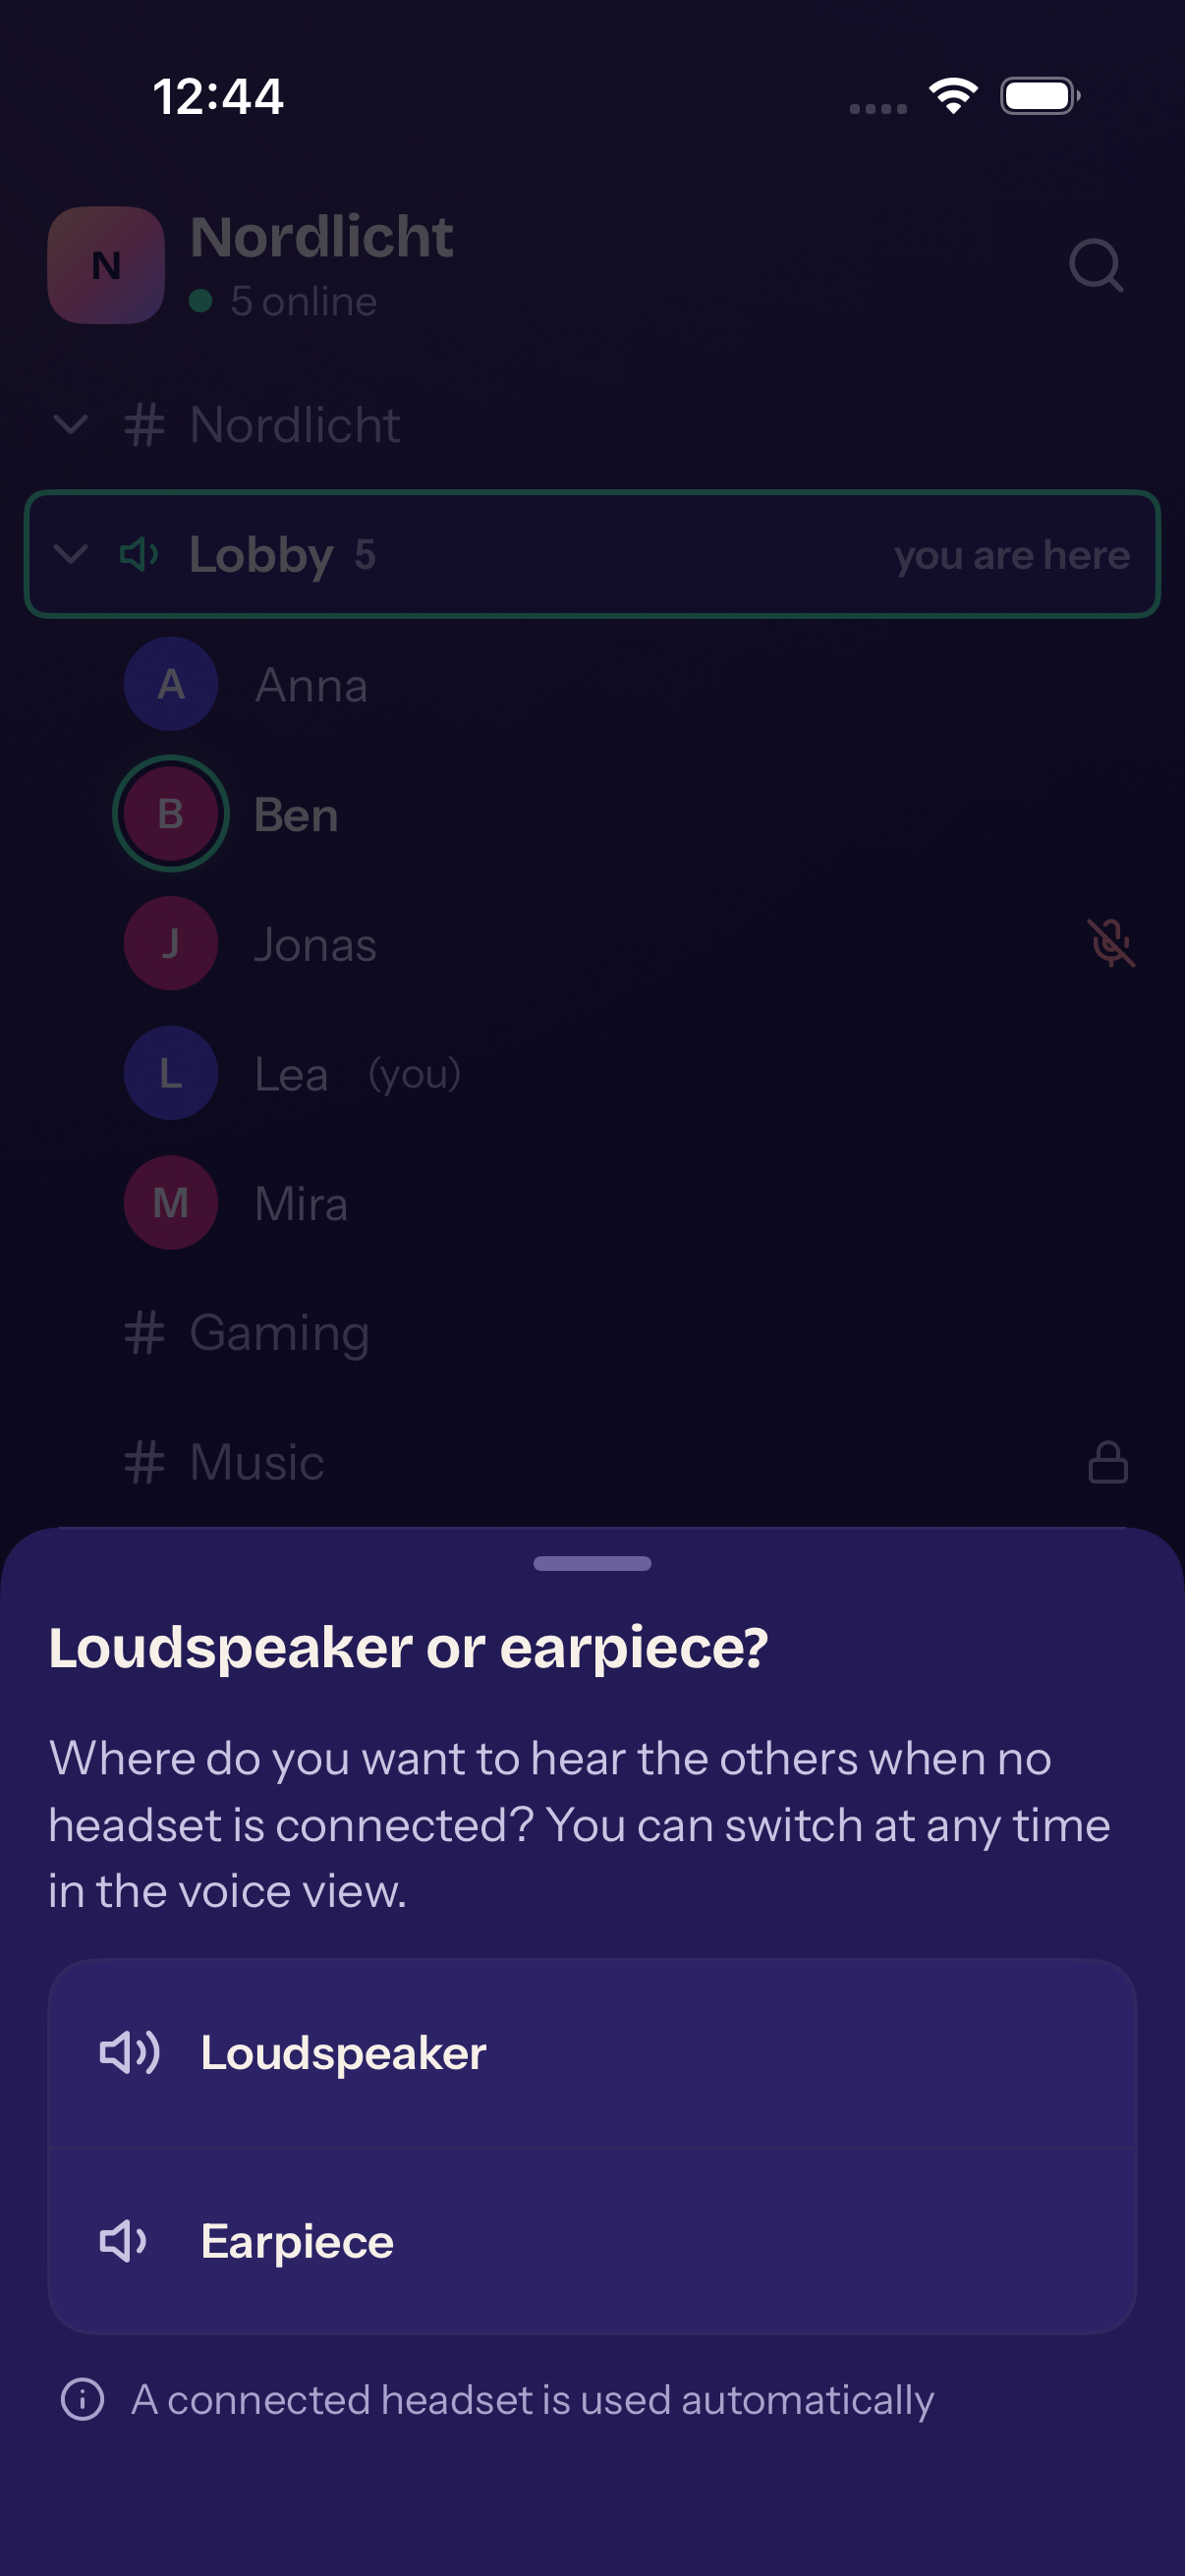 12:44
N
Nordlicht
5 online
# Nordlicht
Lobby 5
you are here
A
Anna
B
Ben
J
Jonas
L
Lea (you)
M
Mira
# Gaming
# Music
Loudspeaker or earpiece?
Where do you want to hear the others when no
headset is connected? You can switch at any time
in the voice view.
Loudspeaker
Earpiece
A connected headset is used automatically